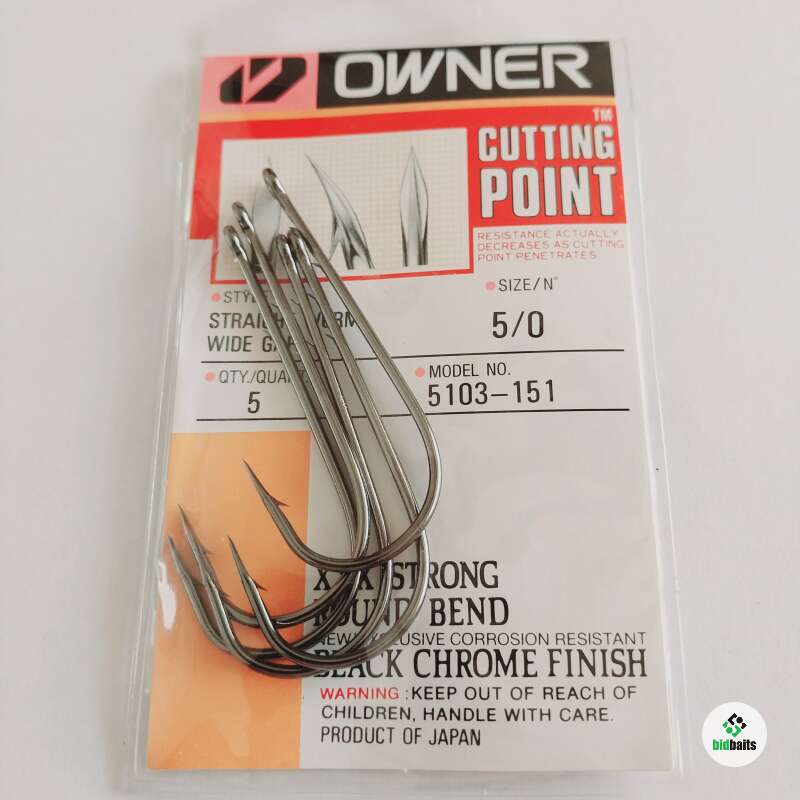 OWNER
CUTTING
POINT
TM
RESISTANCE ACTUALLY
DECREASES AS CUTTING
POINT PENETRATES
SIZE/N°
5/0
WIDE
QTY./QUANT.
5
MODEL NO.
5103-151
STRONG
BEND
CORROSION RESISTANT
BLACK CHROME FINISH
WARNING :KEEP OUT OF REACH OF
CHILDREN, HANDLE WITH CARE.
PRODUCT OF JAPAN
bidbaits